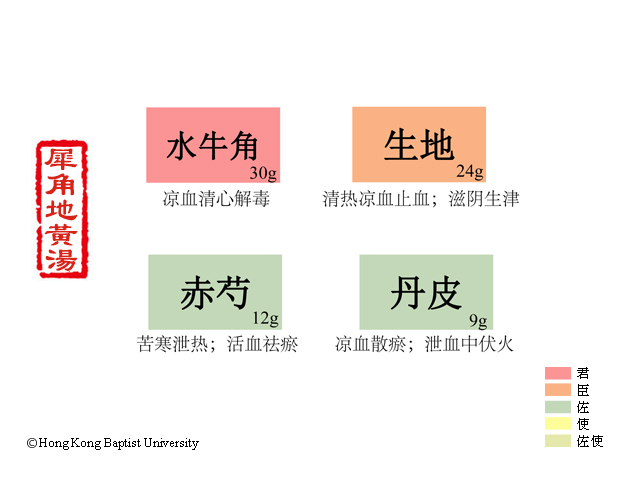 犀角地黃湯
水牛角
30g
凉血清心解毒
生地
24g
清热凉血止血；滋阴生津
赤芍
12g
苦寒泄热；活血祛瘀
丹皮
9g
凉血散瘀；泄血中伏火
君
臣
佐
使
佐使
©Hong Kong Baptist University